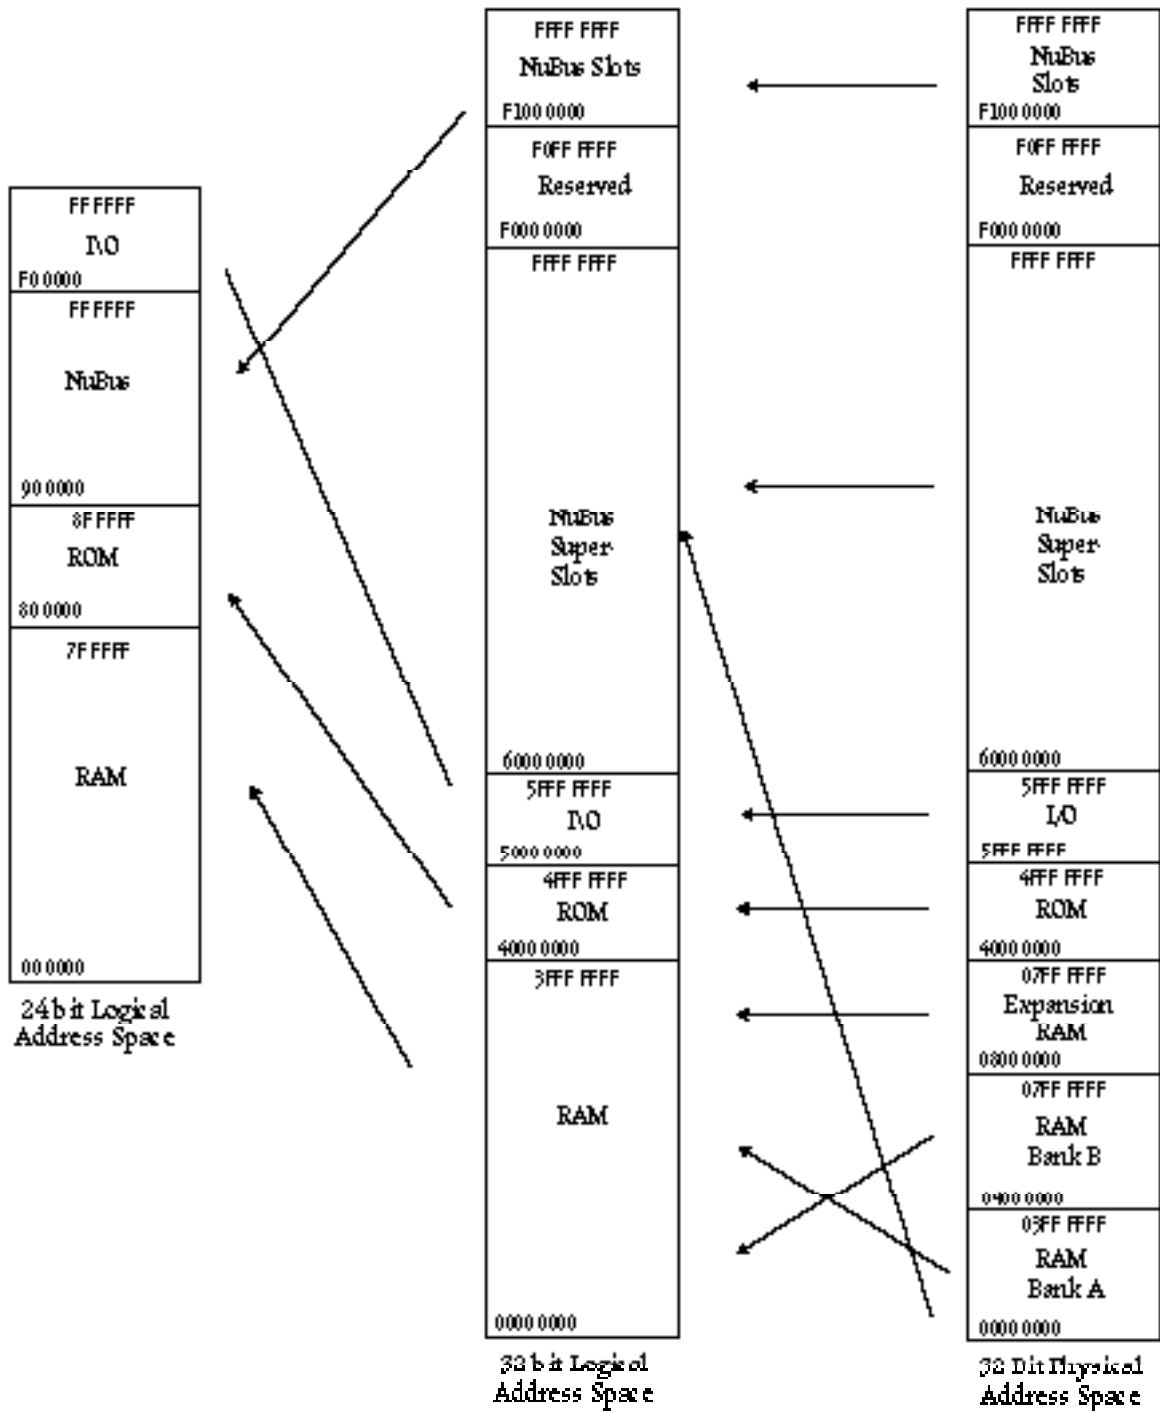 FF FFFF
I\O
F0 0000
FF FFFF
NuBus
90 0000
8F FFFF
ROM
80 0000
7F FFFF
RAM
00 0000
24 bit Logical
Address Space
FFFF FFFF
NuBus Slots
F100 0000
F0FF FFFF
Reserved
F000 0000
FFFF FFFF
NuBus
Super
Slots
6000 0000
5FFF FFFF
I\O
5000 0000
4FFF FFFF
ROM
4000 0000
3FFF FFFF
RAM
0000 0000
32 bit Logical
Address Space
FFFF FFFF
NuBus
Slots
F100 0000
F0FF FFFF
Reserved
F000 0000
FFFF FFFF
NuBus
Super
Slots
6000 0000
5FFF FFFF
I/O
5FFF FFFF
4FFF FFFF
ROM
4000 0000
07FF FFFF
Expansion
RAM
0800 0000
07FF FFFF
RAM
Bank B
0400 0000
03FF FFFF
RAM
Bank A
0000 0000
32 Bit Physical
Address Space